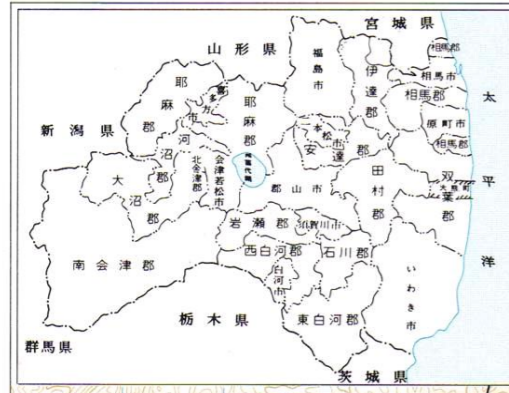 宮城県
山形県
福島市
伊達郡
相馬郡
相馬市
相馬郡
原町市
相馬郡
太平洋
新潟県
耶麻郡
喜多方市
耶麻郡
猪苗代湖
二本松市
安達郡
田村郡
双葉郡
大熊町
河沼郡
北会津郡
会津若松市
郡山市
大沼郡
岩瀬郡
須賀川市
西白河郡
石川郡
白河市
南会津郡
いわき市
栃木県
東白河郡
群馬県
茨城県